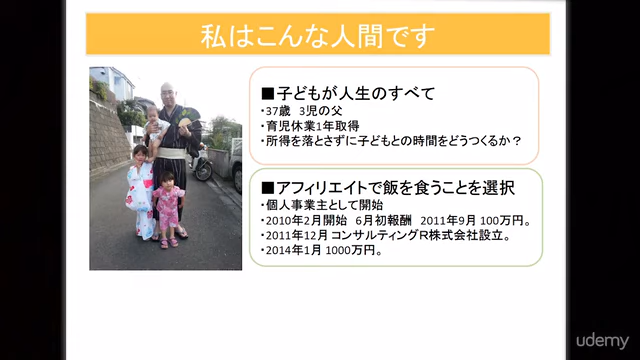 私はこんな人間です
■子どもが人生のすべて
・37歳 3児の父
・育児休業1年取得
・所得を落とさずに子どもとの時間をどうつくるか？
■アフィリエイトで飯を食うことを選択
・個人事業主として開始
・2010年2月開始 6月初報酬 2011年9月 100万円。
・2011年12月 コンサルティングＲ株式会社設立。
・2014年1月 1000万円。
udemy